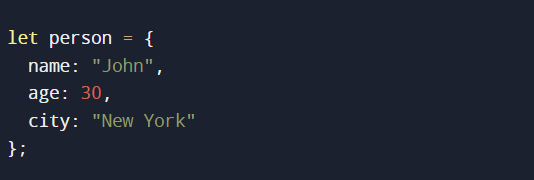 let person = {
  name: "John",
  age: 30,
  city: "New York"
};